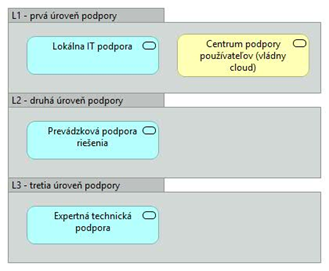 L1 - prvá úroveň podpory
Lokálna IT podpora
Centrum podpory
používateľov (vládny
cloud)
L2 - druhá úroveň podpory
Prevádzková podpora
riešenia
L3 - tretia úroveň podpory
Expertná technická
podpora